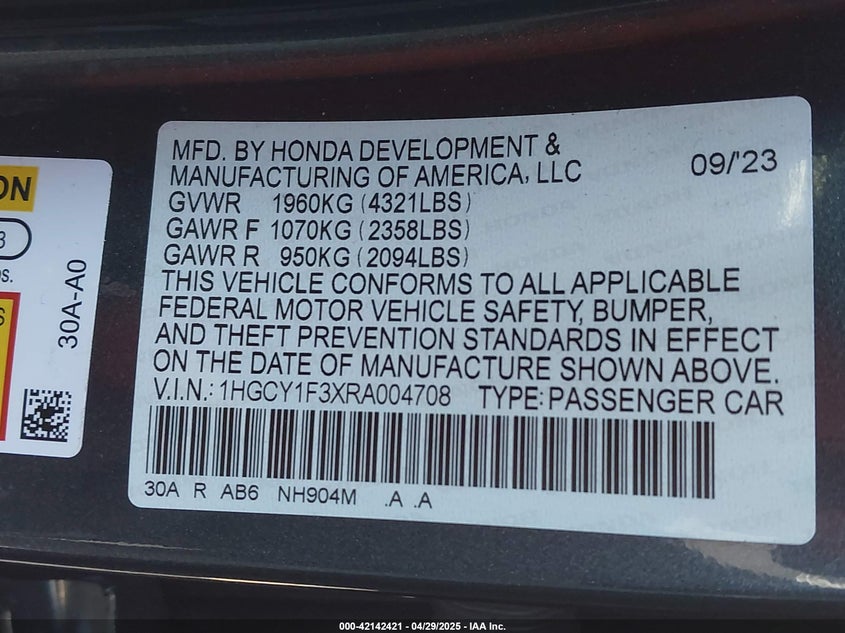 ON
3
OS.
S
30A-A0
MFD. BY HONDA DEVELOPMENT &
MANUFACTURING OF AMERICA, LLC
09/'23
GVWR 1960KG (4321LBS)
GAWR F 1070KG (2358LBS)
GAWR R 950KG (2094LBS)
THIS VEHICLE CONFORMS TO ALL APPLICABLE
FEDERAL MOTOR VEHICLE SAFETY, BUMPER,
AND THEFT PREVENTION STANDARDS IN EFFECT
ON THE DATE OF MANUFACTURE SHOWN ABOVE.
V.I.N.: 1HGCY1F3XRA004708 TYPE: PASSENGER CAR
30A R AB6 NH904M .A .A
000-42142421 | 04/29/2025 - IAA Inc.